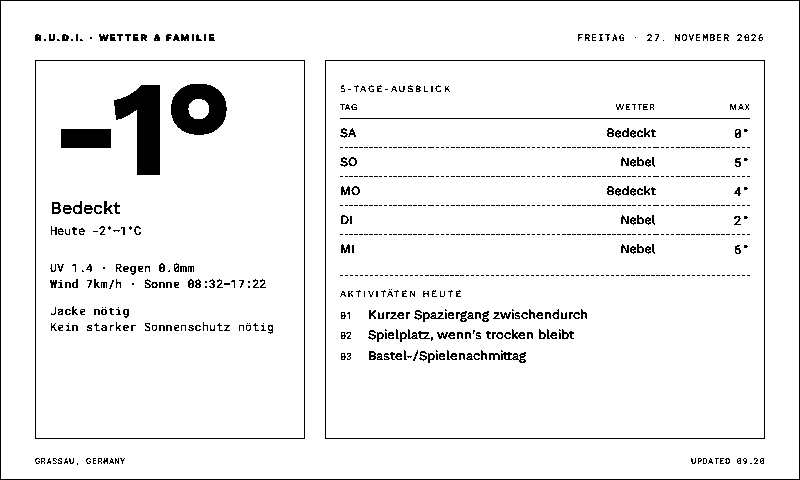 R.U.D.I. · WETTER & FAMILIE
FREITAG · 27. NOVEMBER 2026
-1°
Bedeckt
Heute -2°–1°C
UV 1.4 · Regen 0.0mm
Wind 7km/h · Sonne 08:32–17:22
Jacke nötig
Kein starker Sonnenschutz nötig
5-TAGE-AUSBLICK
TAG WETTER MAX
SA Bedeckt 0°
SO Nebel 5°
MO Bedeckt 4°
DI Nebel 2°
MI Nebel 6°
AKTIVITÄTEN HEUTE
01 Kurzer Spaziergang zwischendurch
02 Spielplatz, wenn's trocken bleibt
03 Bastel-/Spielenachmittag
GRASSAU, GERMANY
UPDATED 09.20